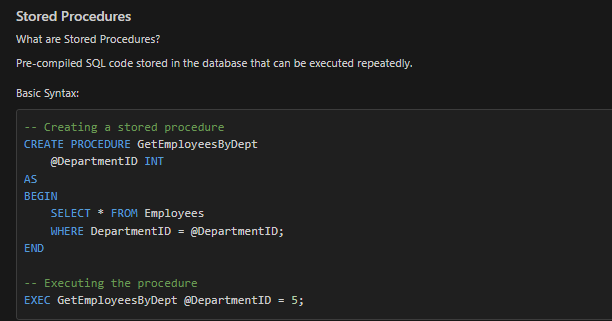 Stored Procedures
What are Stored Procedures?
Pre-compiled SQL code stored in the database that can be executed repeatedly.
Basic Syntax:
-- Creating a stored procedure
CREATE PROCEDURE GetEmployeesByDept
    @DepartmentID INT
AS
BEGIN
    SELECT * FROM Employees
    WHERE DepartmentID = @DepartmentID;
END
-- Executing the procedure
EXEC GetEmployeesByDept @DepartmentID = 5;